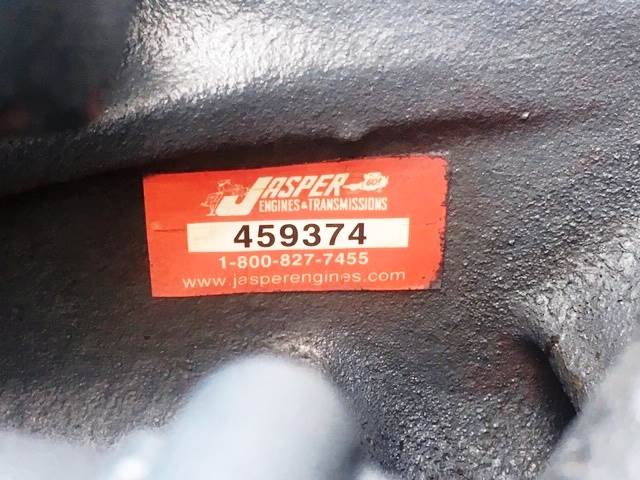 JASPER
ENGINES & TRANSMISSIONS
459374
1-800-827-7455
www.jasperengines.com